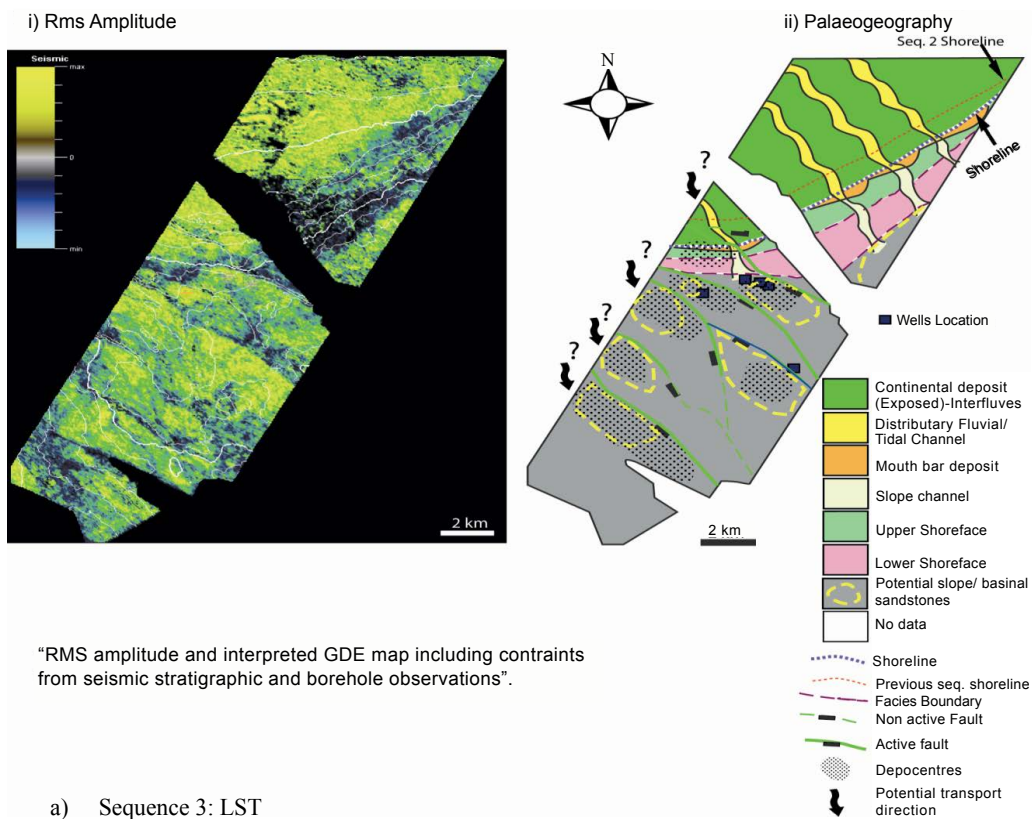 i) Rms Amplitude
Seismic
max
0
min
2 km
ii) Palaeogeography
Seq. 2 Shoreline
N
Shoreline
?
?
?
?
Wells Location
2 km
Continental deposit
(Exposed)-Interfluves
Distributary Fluvial/
Tidal Channel
Mouth bar deposit
Slope channel
Upper Shoreface
Lower Shoreface
Potential slope/ basinal
sandstones
No data
Shoreline
Previous seq. shoreline
Facies Boundary
Non active Fault
Active fault
Depocentres
Potential transport
direction
“RMS amplitude and interpreted GDE map including contraints
from seismic stratigraphic and borehole observations”.
a) Sequence 3: LST